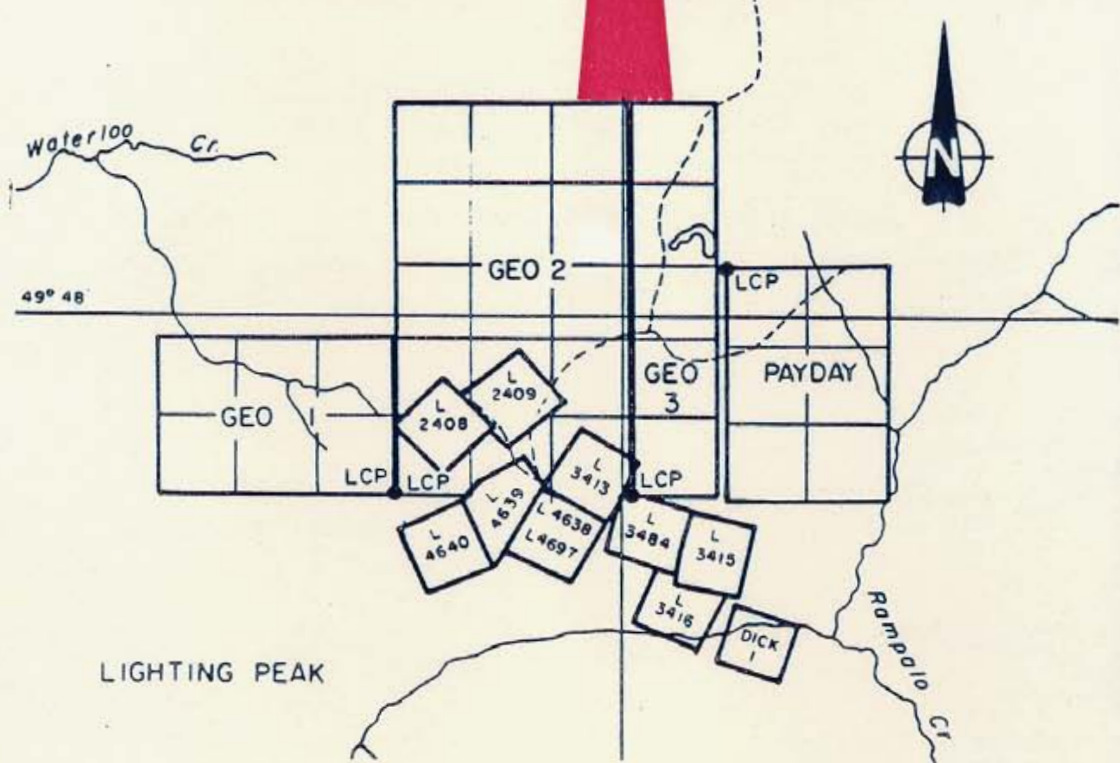 Waterloo Cr.
N
49° 48'
GEO 2
LCP
GEO
3
PAYDAY
GEO 1
L
2409
L
2408
LCP
LCP
L
3413
LCP
L
4639
L 4638
L 4697
L
4640
L
3484
L
3415
L
3416
DICK
1
Rampalo Cr
LIGHTING PEAK